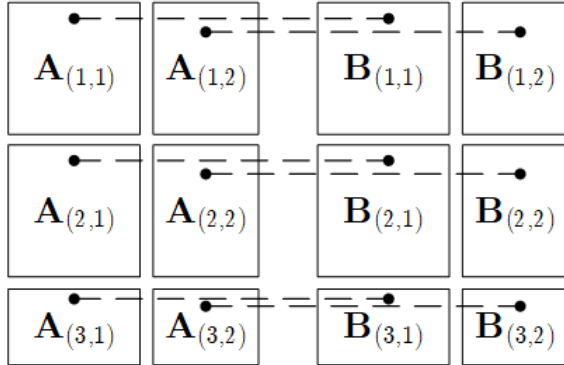 A(1,1) A(1,2) B(1,1) B(1,2)
A(2,1) A(2,2) B(2,1) B(2,2)
A(3,1) A(3,2) B(3,1) B(3,2)